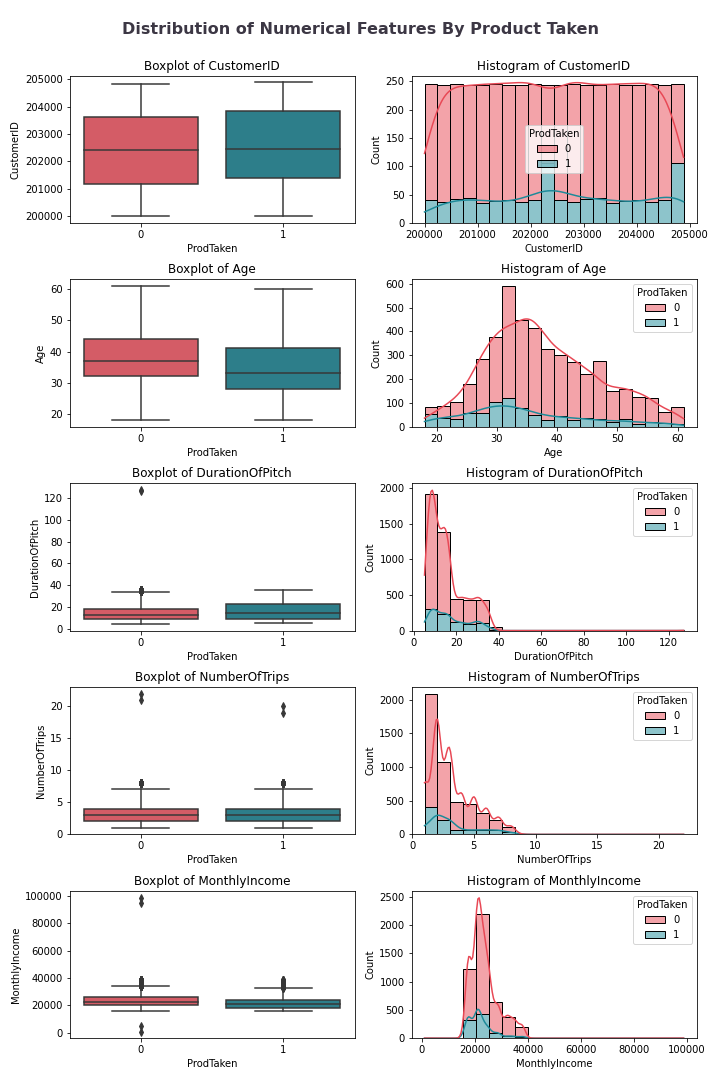 Distribution of Numerical Features By Product Taken
Boxplot of CustomerID
205000
204000
203000
202000
201000
200000
CustomerID
0
1
ProdTaken
Histogram of CustomerID
250
200
150
100
50
0
Count
ProdTaken
0
1
200000
201000
202000
203000
204000
205000
CustomerID
Boxplot of Age
60
50
40
30
20
Age
0
1
ProdTaken
Histogram of Age
600
500
400
300
200
100
0
Count
ProdTaken
0
1
20
30
40
50
60
Age
Boxplot of DurationOfPitch
120
100
80
60
40
20
0
DurationOfPitch
0
1
ProdTaken
Histogram of DurationOfPitch
2000
1500
1000
500
0
Count
ProdTaken
0
1
0
20
40
60
80
100
120
DurationOfPitch
Boxplot of NumberOfTrips
20
15
10
5
0
NumberOfTrips
0
1
ProdTaken
Histogram of NumberOfTrips
2000
1500
1000
500
0
Count
ProdTaken
0
1
0
5
10
15
20
NumberOfTrips
Boxplot of MonthlyIncome
100000
80000
60000
40000
20000
0
MonthlyIncome
0
1
ProdTaken
Histogram of MonthlyIncome
2500
2000
1500
1000
500
0
Count
ProdTaken
0
1
0
20000
40000
60000
80000
100000
MonthlyIncome